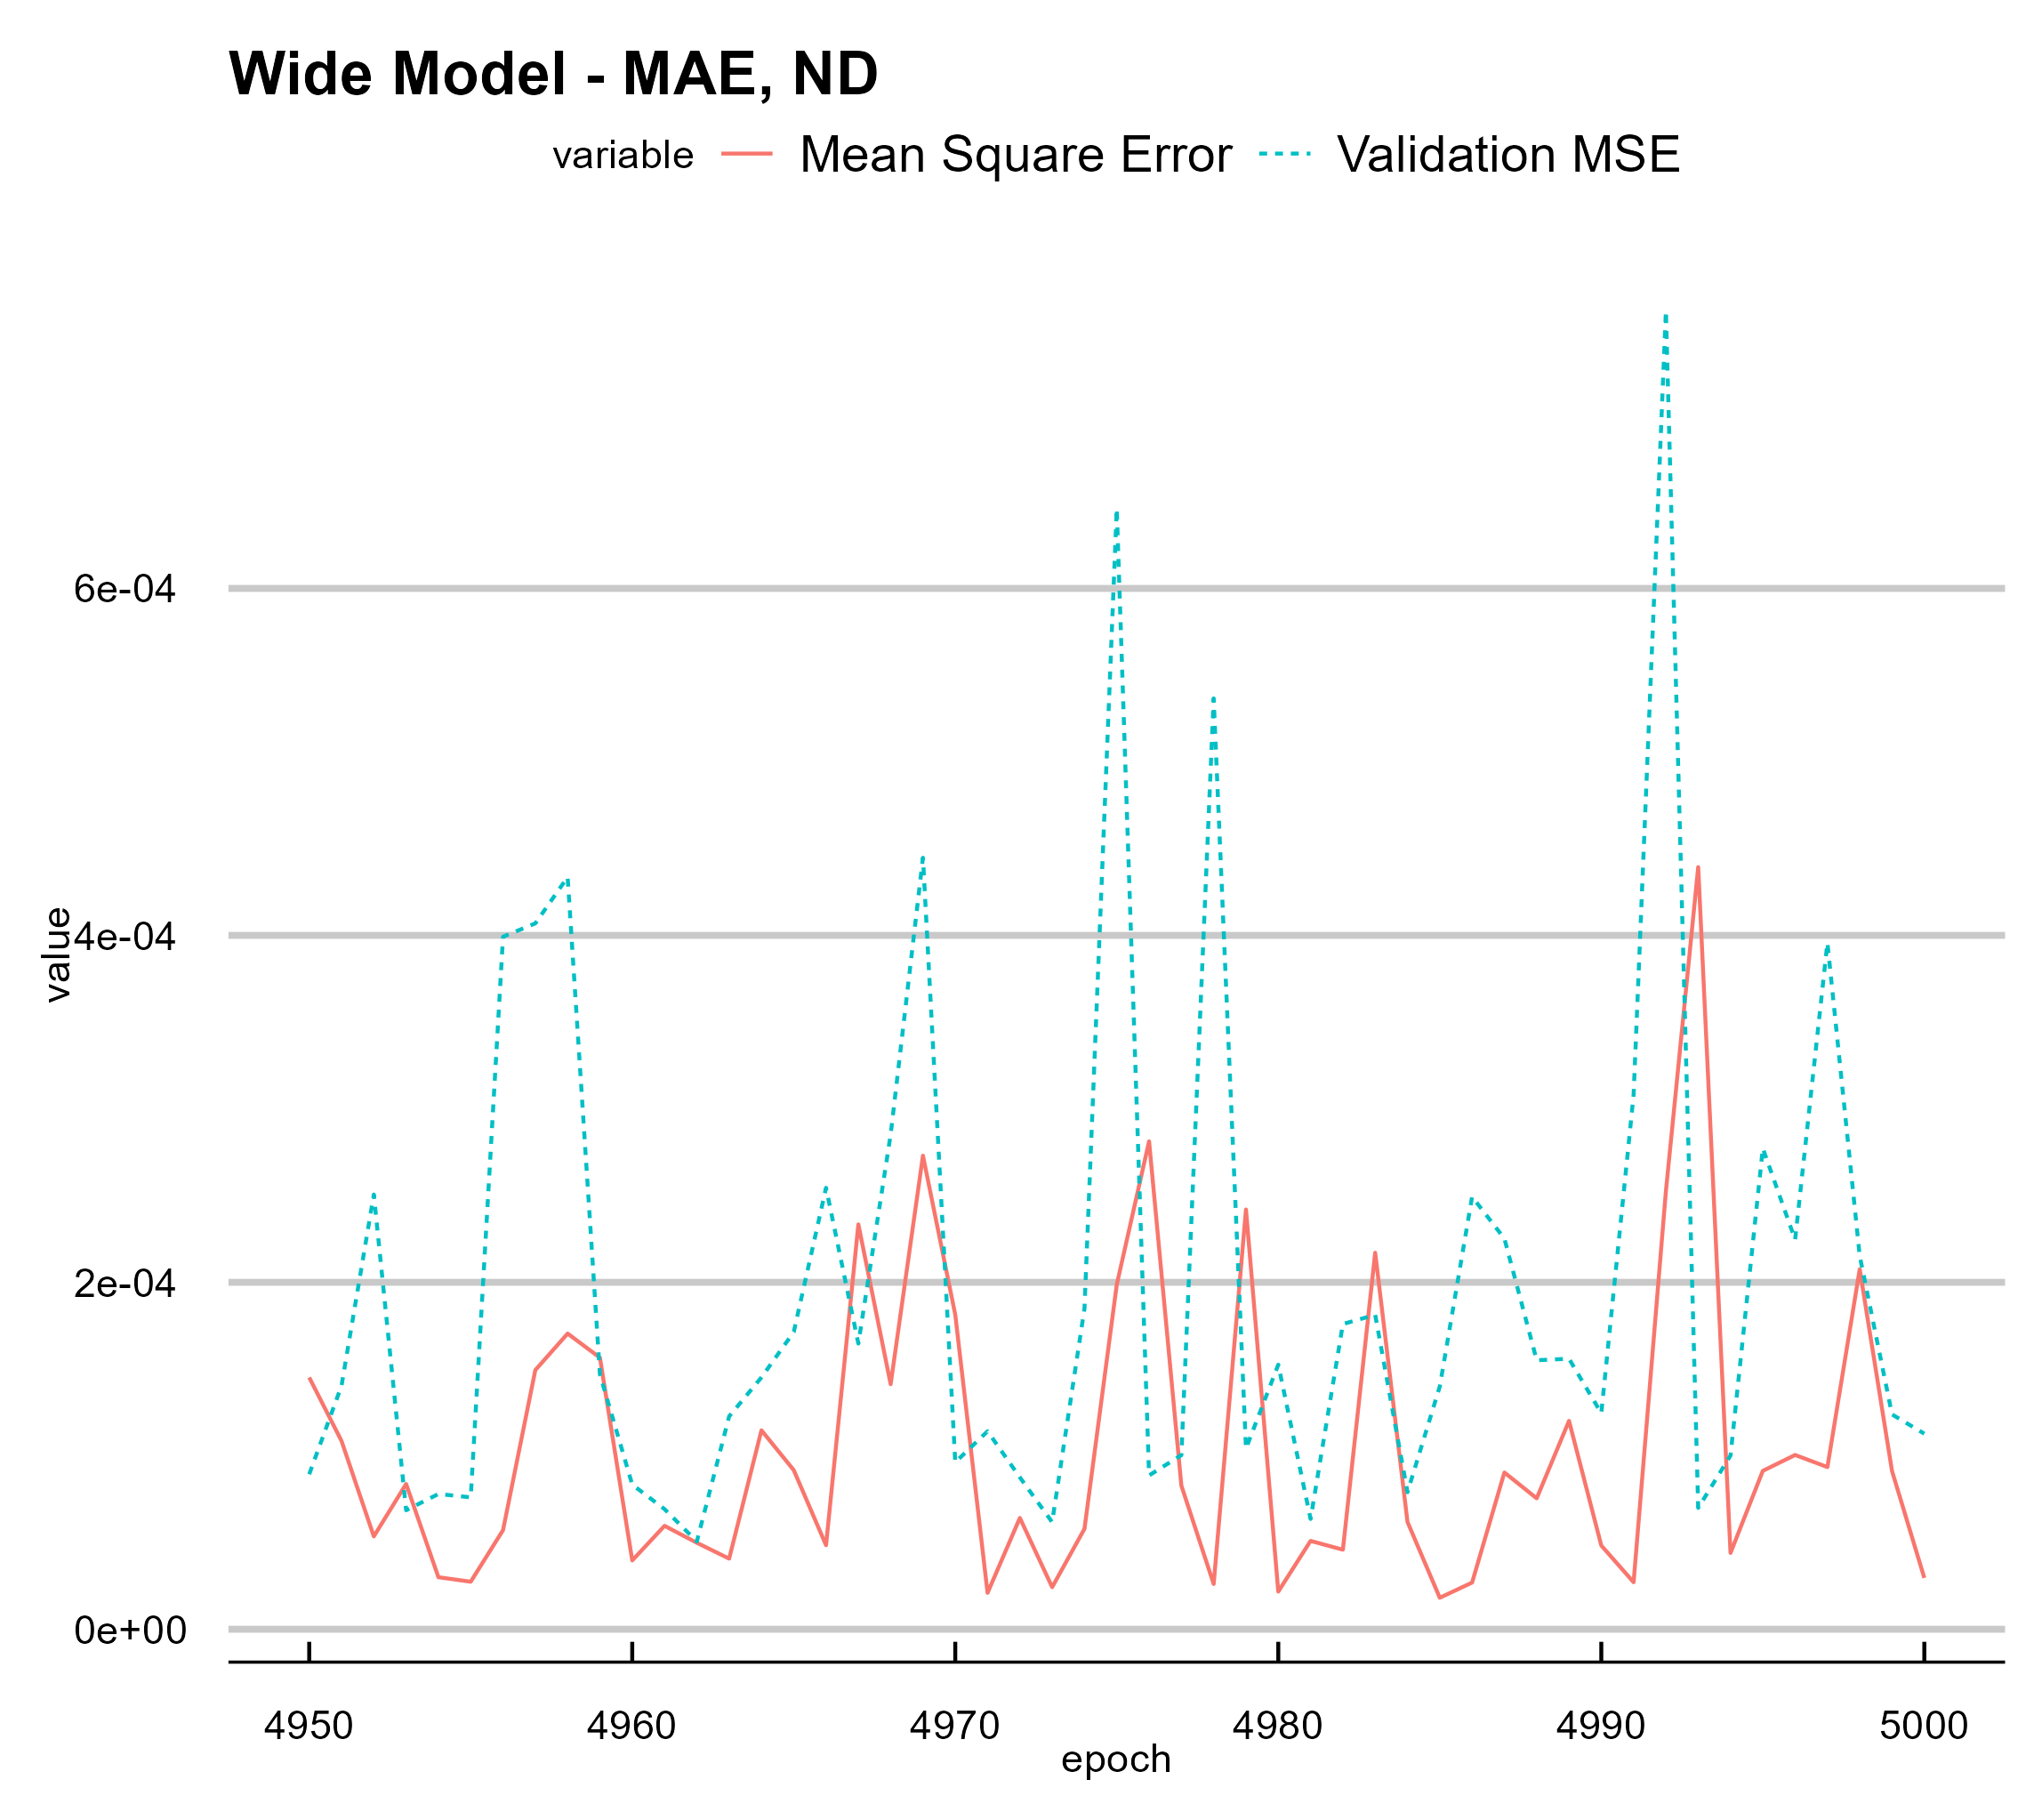 Wide Model - MAE, ND
variable Mean Square Error Validation MSE
value
6e-04
4e-04
2e-04
0e+00
4950 4960 4970 4980 4990 5000
epoch